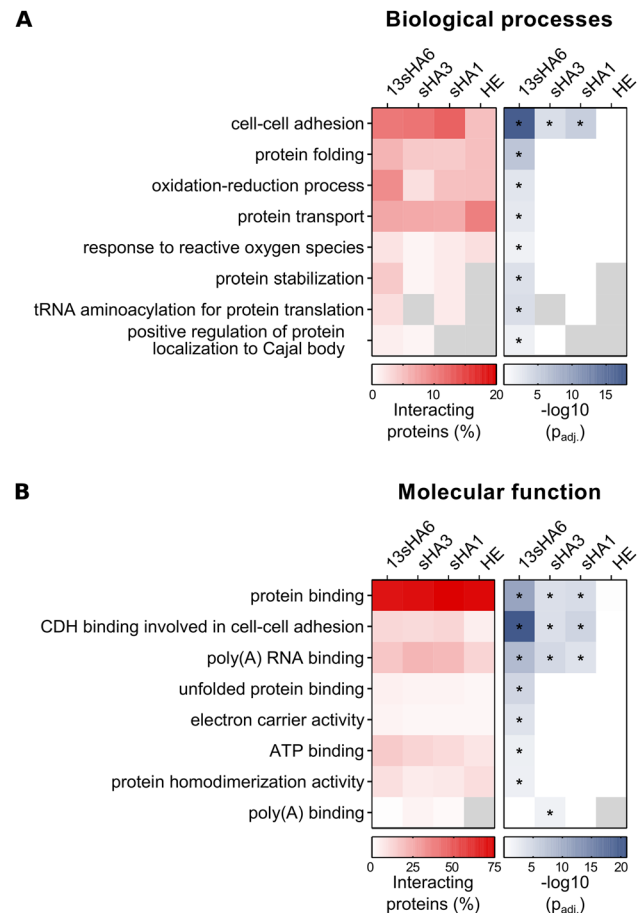 A
Biological processes
13sHA6 sHA3 sHA1 HE 13sHA6 sHA3 sHA1 HE
cell-cell adhesion * * *
protein folding *
oxidation-reduction process *
protein transport *
response to reactive oxygen species *
protein stabilization *
tRNA aminoacylation for protein translation *
positive regulation of protein
localization to Cajal body *
0 10 20 5 10 15
Interacting -log10
proteins (%) (padj.)
B
Molecular function
13sHA6 sHA3 sHA1 HE 13sHA6 sHA3 sHA1 HE
protein binding * * *
CDH binding involved in cell-cell adhesion * * *
poly(A) RNA binding * * *
unfolded protein binding *
electron carrier activity *
ATP binding *
protein homodimerization activity *
poly(A) binding *
0 25 50 75 5 10 15 20
Interacting -log10
proteins (%) (padj.)